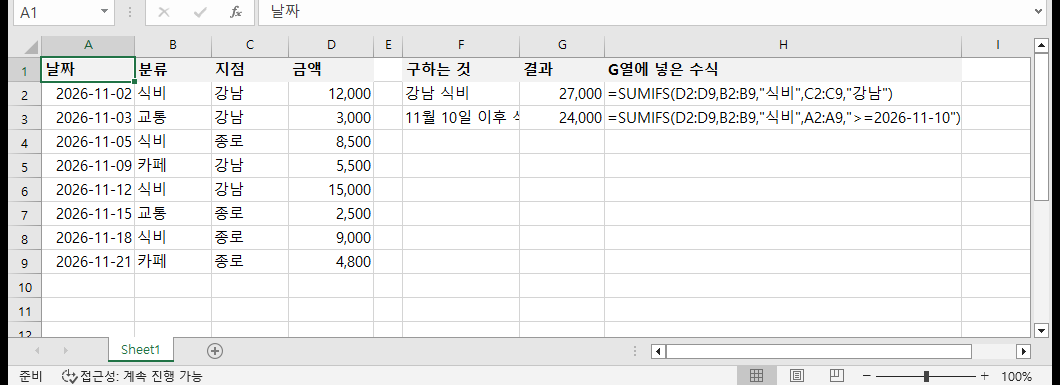 A1 fx 날짜
A B C D E F G H I
1 날짜 분류 지점 금액 구하는 것 결과 G열에 넣은 수식
2 2026-11-02 식비 강남 12,000 강남 식비 27,000 =SUMIFS(D2:D9,B2:B9,"식비",C2:C9,"강남")
3 2026-11-03 교통 강남 3,000 11월 10일 이후 24,000 =SUMIFS(D2:D9,B2:B9,"식비",A2:A9,">=2026-11-10")
4 2026-11-05 식비 종로 8,500
5 2026-11-09 카페 강남 5,500
6 2026-11-12 식비 강남 15,000
7 2026-11-15 교통 종로 2,500
8 2026-11-18 식비 종로 9,000
9 2026-11-21 카페 종로 4,800
10
11
12
Sheet1
준비 접근성: 계속 진행 가능 100%